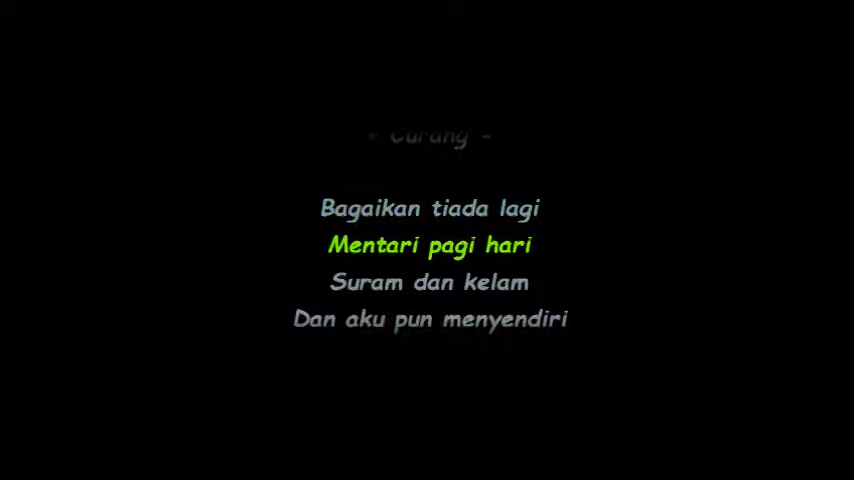 - Curang -
Bagaikan tiada lagi
Mentari pagi hari
Suram dan kelam
Dan aku pun menyendiri